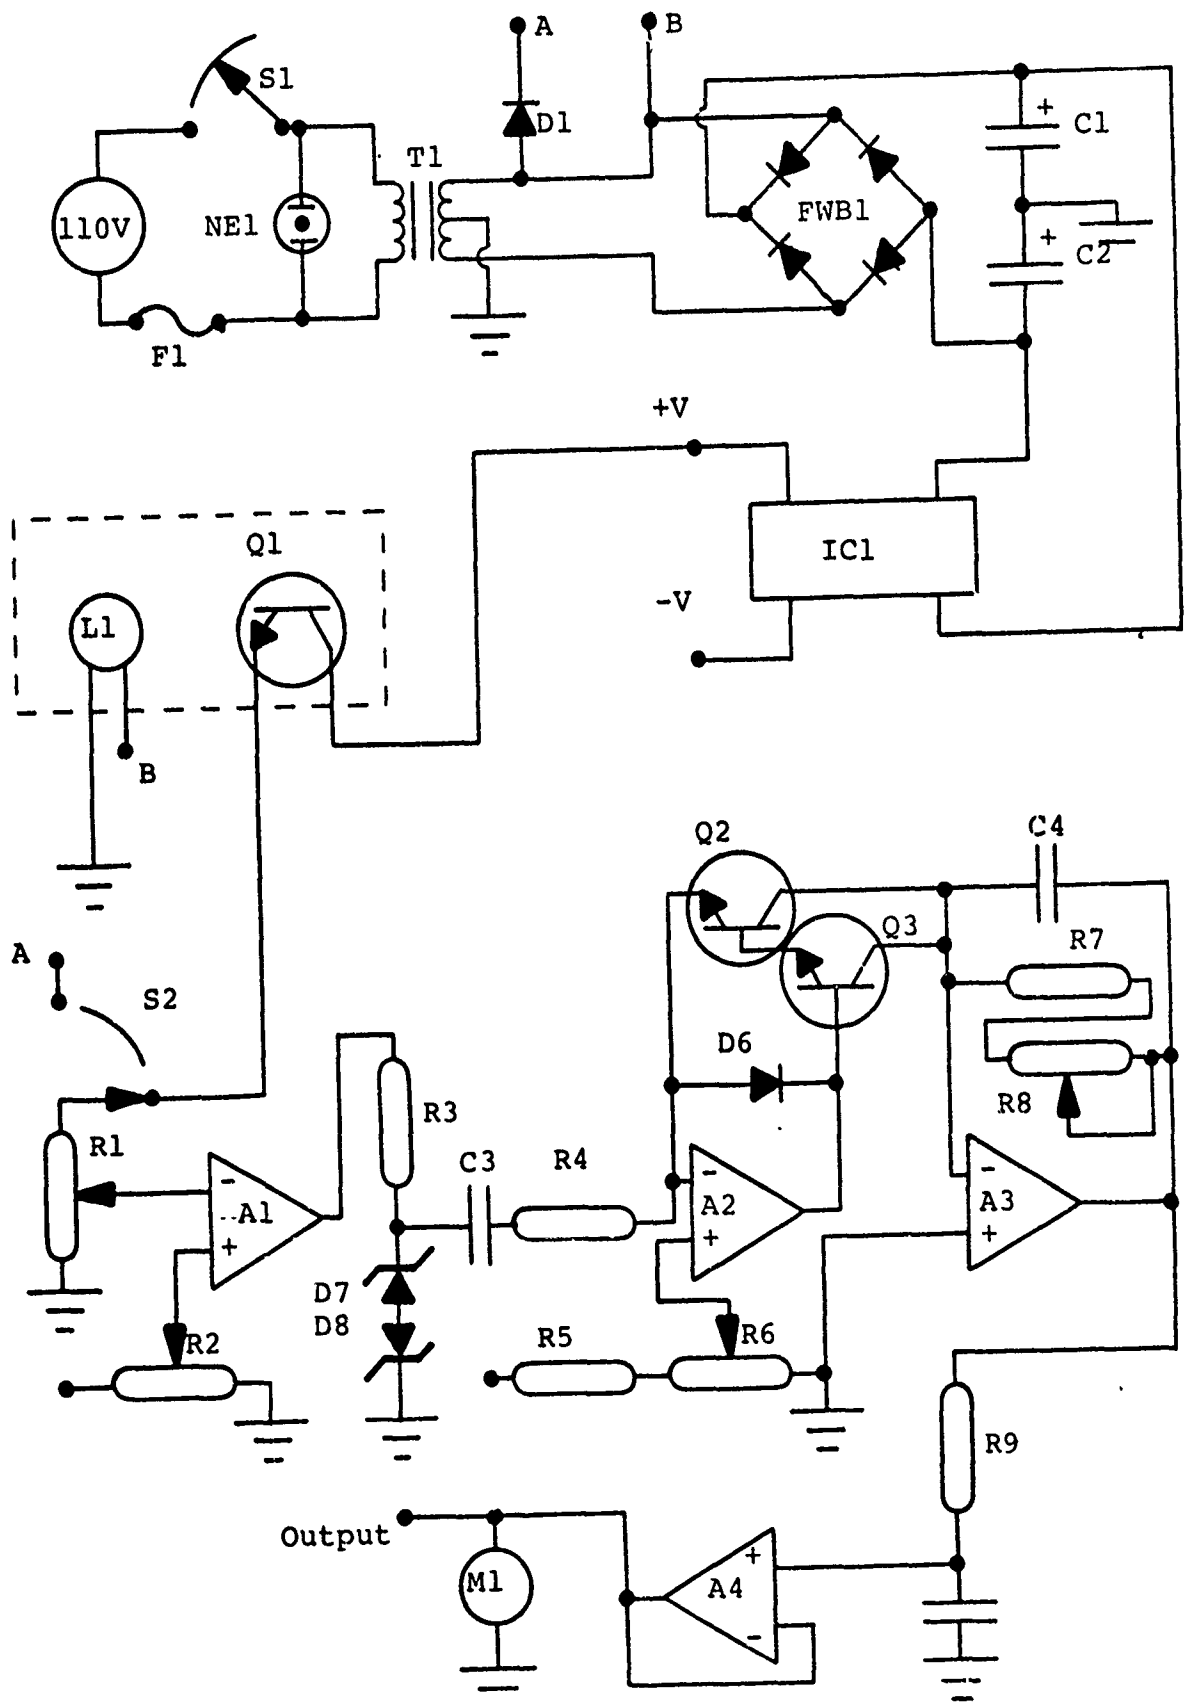 A
B
S1
D1
+
C1
T1
110V
NE1
FWB1
+
C2
F1
+V
Q1
IC1
-V
L1
B
Q2
C4
Q3
R7
A
S2
D6
R8
R3
R1
C3
R4
-
A1
+
-
A2
+
-
A3
+
D7
D8
R2
R5
R6
R9
Output
M1
+
A4
-